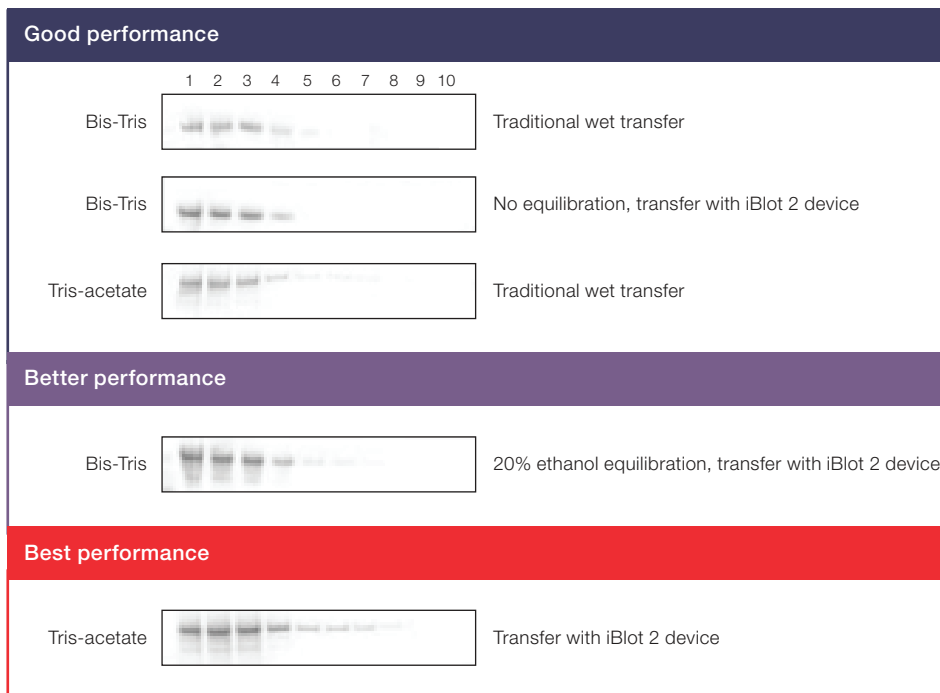 Good performance
1 2 3 4 5 6 7 8 9 10
Bis-Tris Traditional wet transfer
Bis-Tris No equilibration, transfer with iBlot 2 device
Tris-acetate Traditional wet transfer
Better performance
Bis-Tris 20% ethanol equilibration, transfer with iBlot 2 device
Best performance
Tris-acetate Transfer with iBlot 2 device